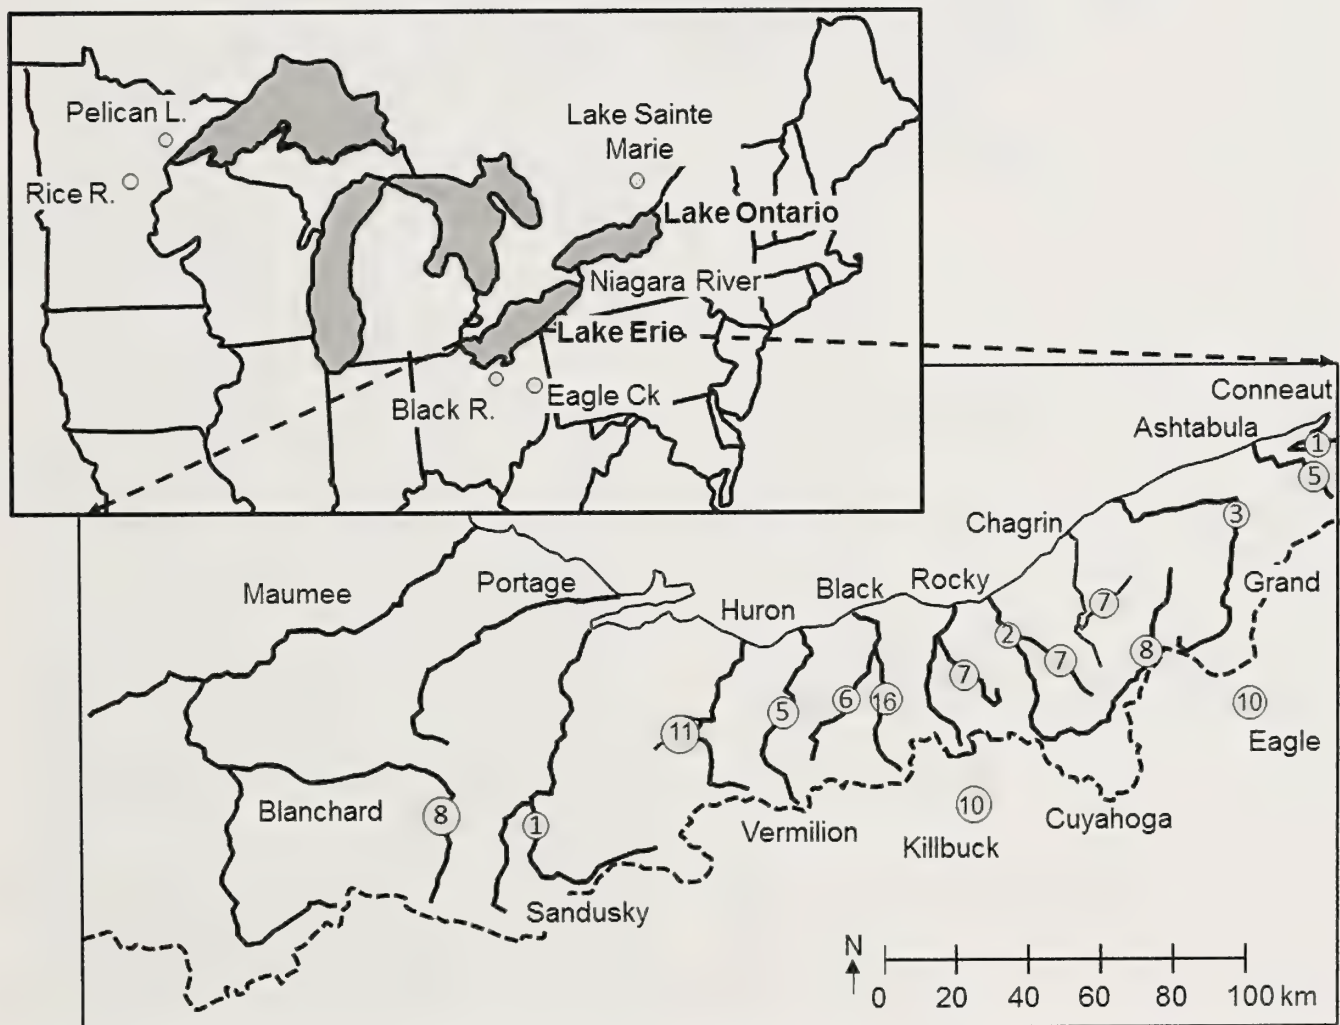 Pelican L.
Lake Sainte
Marie
Rice R.
Lake Ontario
Niagara River
Lake Erie
Black R.
Eagle Ck
Conneaut
Ashtabula
1
5
3
Chagrin
Grand
Maumee
Portage
Huron
Black
Rocky
7
2
7
8
7
6
16
5
11
10
Eagle
Blanchard
8
1
Vermilion
10
Killbuck
Cuyahoga
Sandusky
N
0 20 40 60 80 100 km